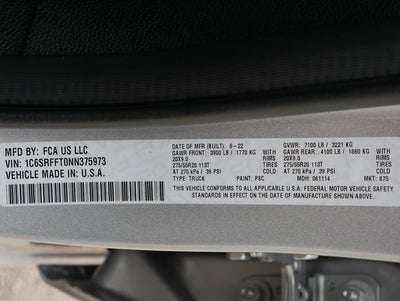 MFD BY: FCA US LLC
VIN: 1C6SRFFT0NN375973
VEHICLE MADE IN: U.S.A.
DATE OF MFR (BUILT): 6-22 GVWR: 7100 LB / 3221 KG
GAWR FRONT: 3900 LB / 1770 KG WITH GAWR REAR: 4100 LB / 1860 KG WITH
20X9.0 RIMS 20X9.0 RIMS
275/55R20 113T TIRES 275/55R20 113T TIRES
AT 270 kPa / 39 PSI COLD AT 270 kPa / 39 PSI COLD
THIS VEHICLE CONFORMS TO ALL APPLICABLE U.S.A. FEDERAL MOTOR VEHICLE
SAFETY STANDARDS IN EFFECT ON THE DATE OF MANUFACTURE SHOWN ABOVE
TYPE: TRUCK PAINT: PSC MDH: 061114 MKT: 875